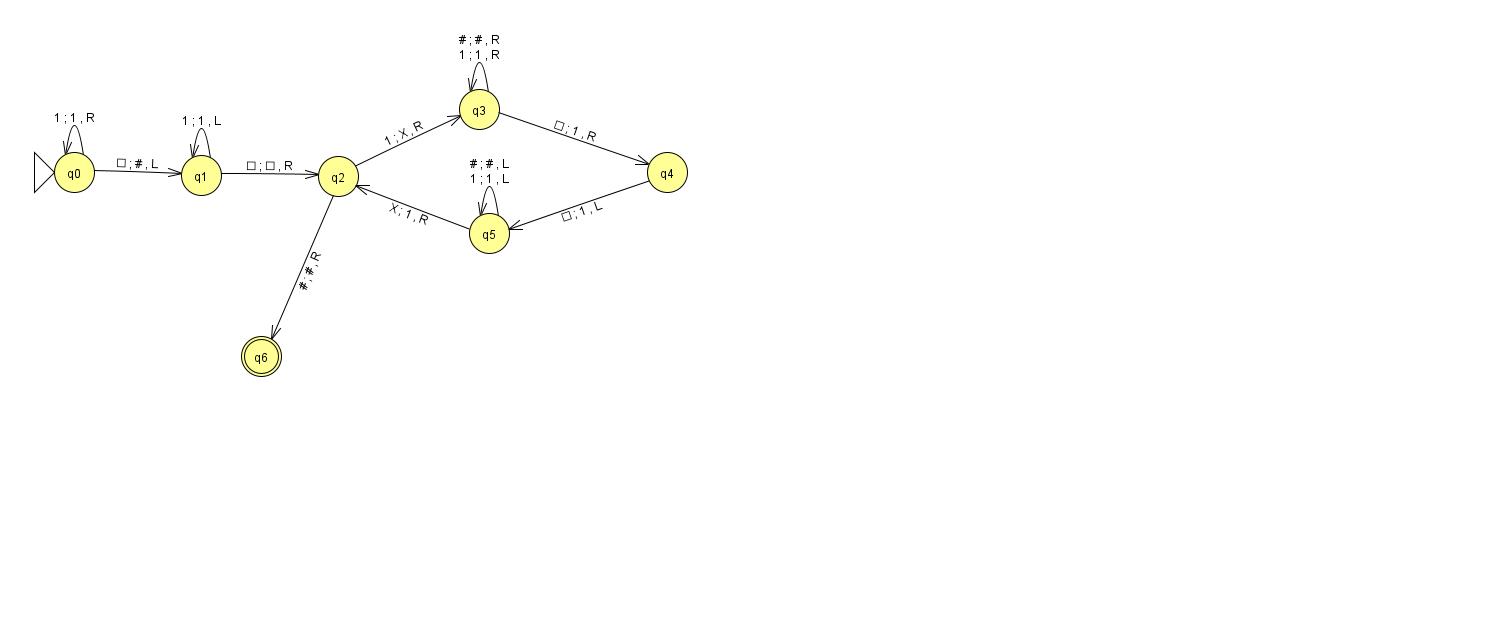 # ; # , R
1 ; 1 , R
1 ; 1 , R
1 ; 1 , L
q3
□ ; 1 , R
1 ; X , R
□ ; # , L
□ ; □ , R
# ; # , L
1 ; 1 , L
q0
q1
q2
q4
X ; 1 , R
□ ; 1 , L
q5
# ; # , R
q6